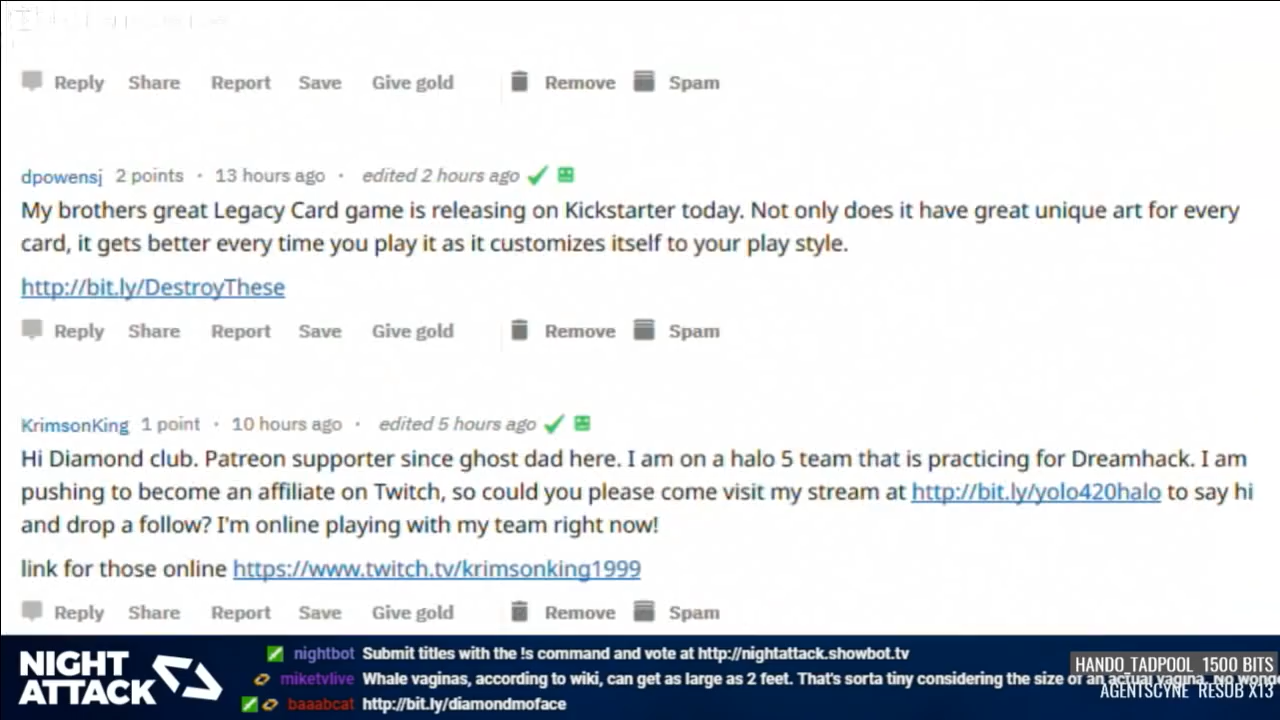 Reply Share Report Save Give gold Remove Spam
dpowensj 2 points · 13 hours ago · edited 2 hours ago
My brothers great Legacy Card game is releasing on Kickstarter today. Not only does it have great unique art for every
card, it gets better every time you play it as it customizes itself to your play style.
http://bit.ly/DestroyThese
Reply Share Report Save Give gold Remove Spam
KrimsonKing 1 point · 10 hours ago · edited 5 hours ago
Hi Diamond club. Patreon supporter since ghost dad here. I am on a halo 5 team that is practicing for Dreamhack. I am
pushing to become an affiliate on Twitch, so could you please come visit my stream at http://bit.ly/yolo420halo to say hi
and drop a follow? I'm online playing with my team right now!
link for those online https://www.twitch.tv/krimsonking1999
Reply Share Report Save Give gold Remove Spam
NIGHT
ATTACK
nightbot Submit titles with the !s command and vote at http://nightattack.showbot.tv
miketvlive Whale vaginas, according to wiki, can get as large as 2 feet. That's sorta tiny considering the size of an actual vagina. No
baaabcat http://bit.ly/diamondmoface
HANDO_TADPOOL 1500 BITS
AGENTSCYNE RESUB X13